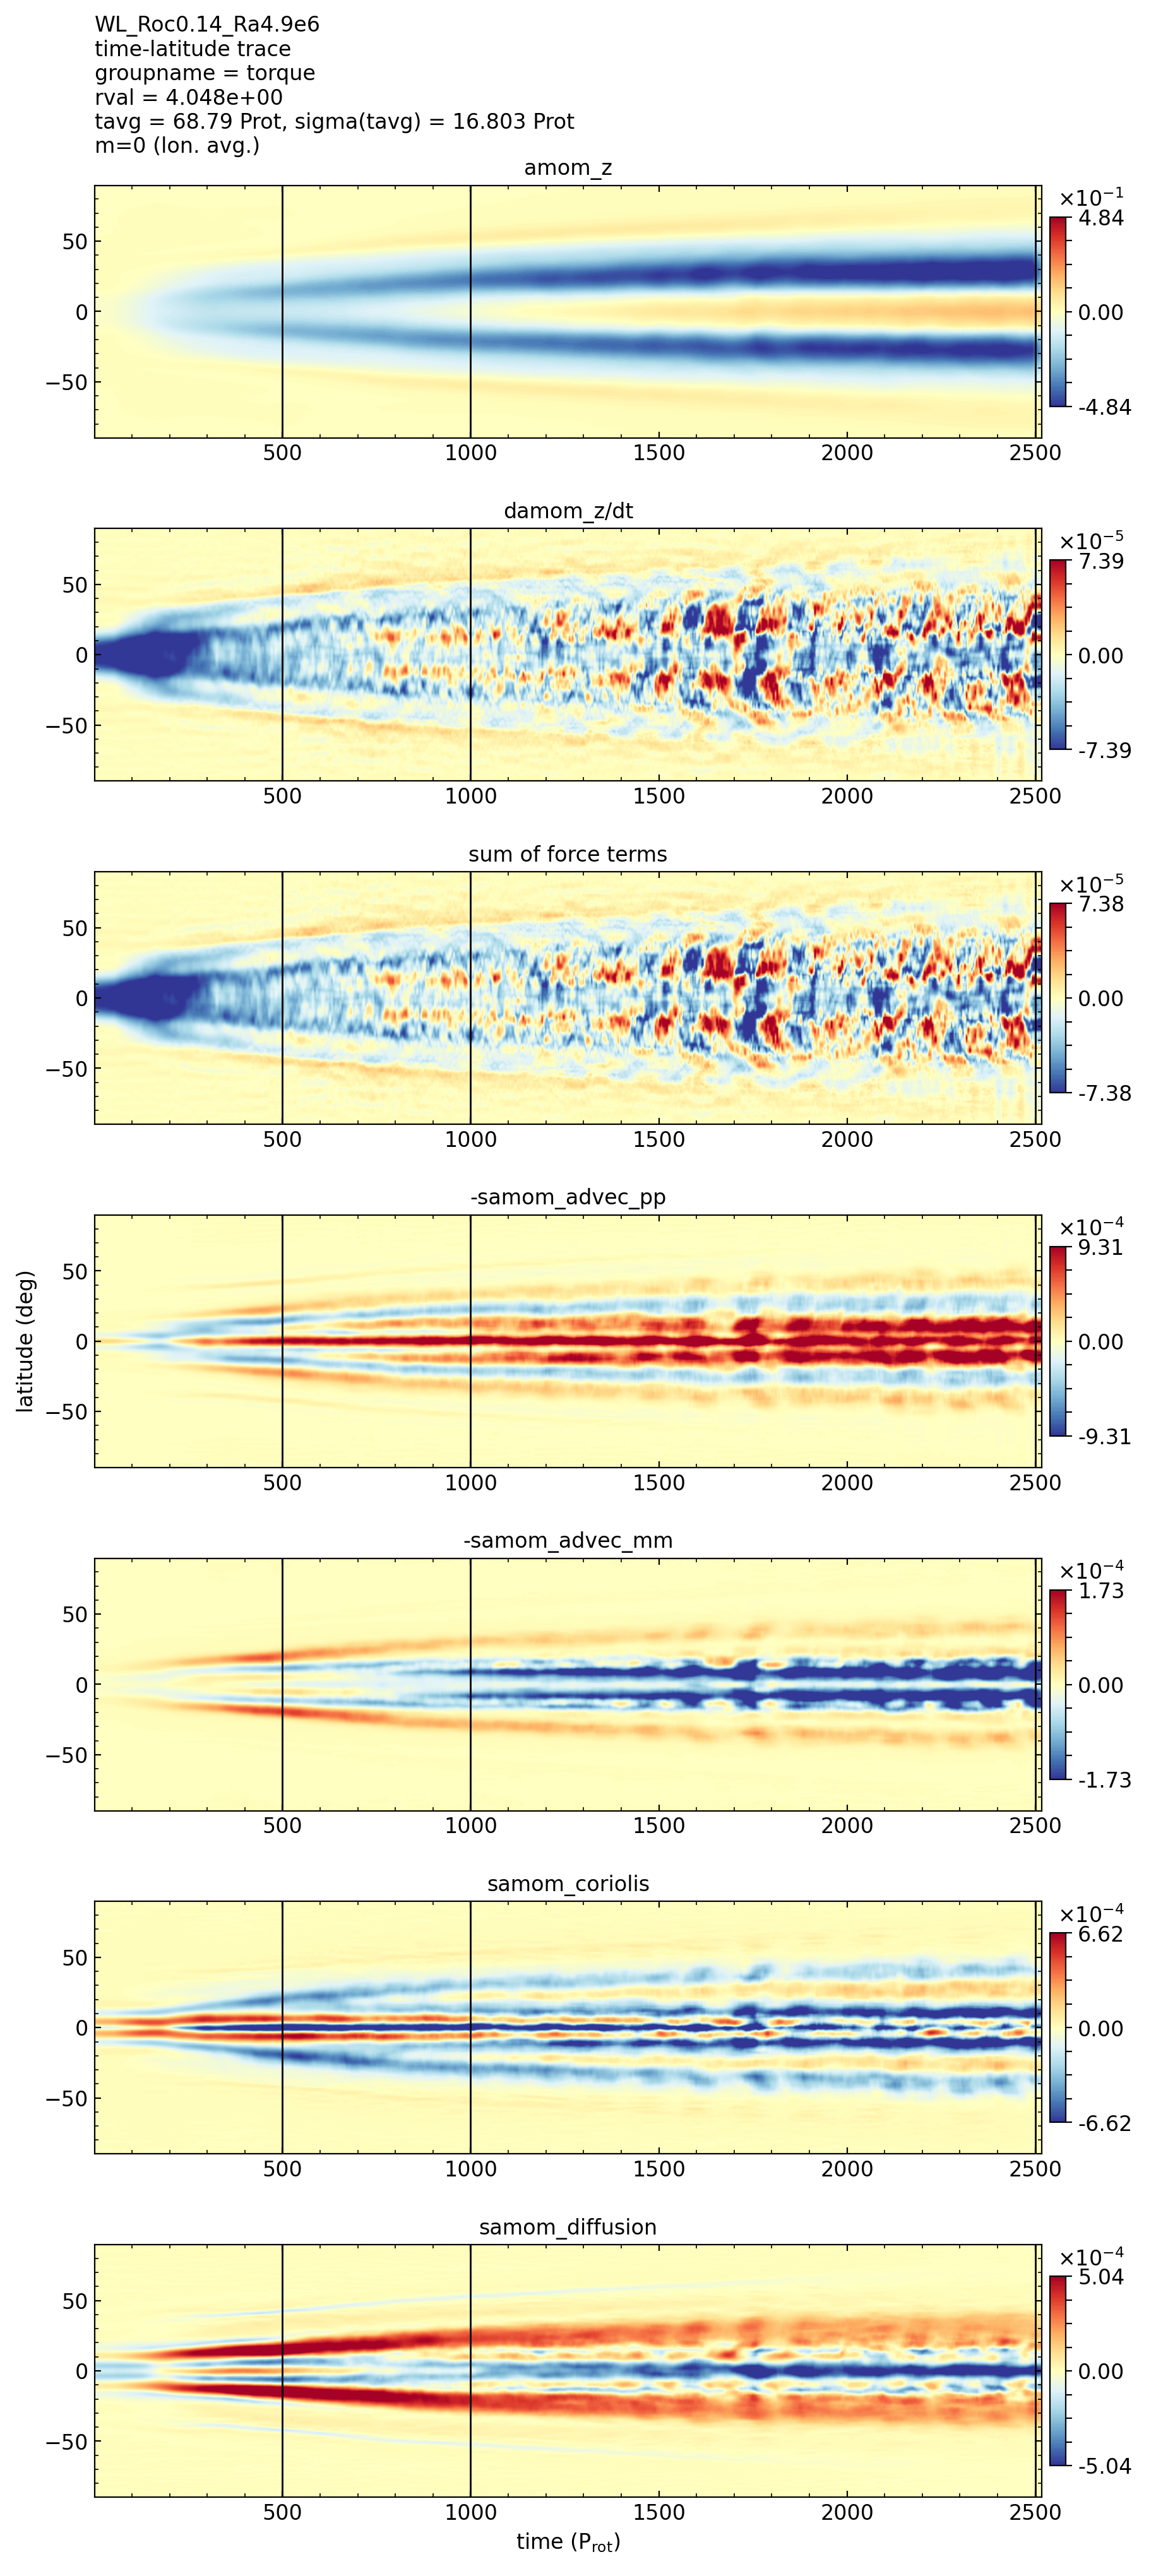 WL_Roc0.14_Ra4.9e6
time-latitude trace
groupname = torque
rval = 4.048e+00
tavg = 68.79 Prot, sigma(tavg) = 16.803 Prot
m=0 (lon. avg.)
amom_z
×10⁻¹
4.84
0.00
-4.84
50
0
−50
500 1000 1500 2000 2500
damom_z/dt
×10⁻⁵
7.39
0.00
-7.39
50
0
−50
500 1000 1500 2000 2500
sum of force terms
×10⁻⁵
7.38
0.00
-7.38
50
0
−50
500 1000 1500 2000 2500
-samom_advec_pp
×10⁻⁴
9.31
0.00
-9.31
50
0
−50
latitude (deg)
500 1000 1500 2000 2500
-samom_advec_mm
×10⁻⁴
1.73
0.00
-1.73
50
0
−50
500 1000 1500 2000 2500
samom_coriolis
×10⁻⁴
6.62
0.00
-6.62
50
0
−50
500 1000 1500 2000 2500
samom_diffusion
×10⁻⁴
5.04
0.00
-5.04
50
0
−50
500 1000 1500 2000 2500
time (Prot)